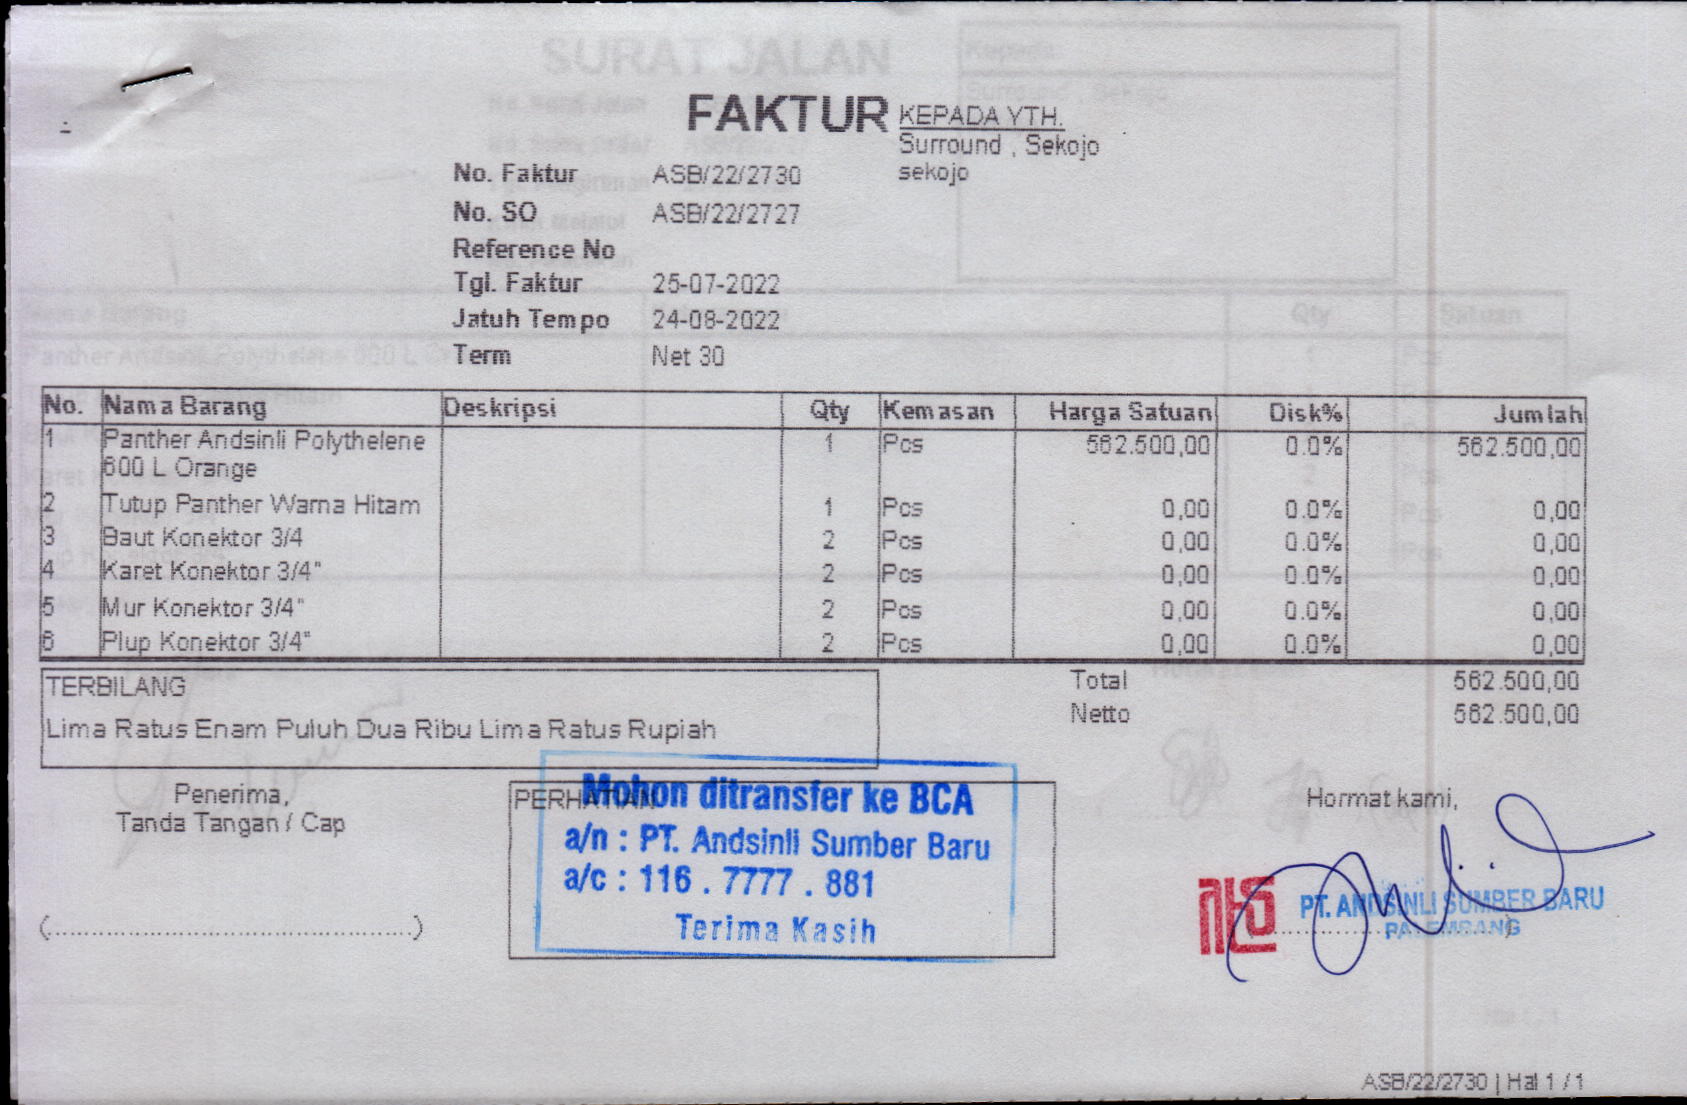 FAKTUR
KEPADA YTH.
Surround , Sekojo
sekojo
No. Faktur ASB/22/2730
No. SO ASB/22/2727
Reference No
Tgl. Faktur 25-07-2022
Jatuh Tempo 24-08-2022
Term Net 30
No. Nama Barang Deskripsi Qty Kemasan Harga Satuan Disk% Jumlah
1 Panther Andsinli Polythelene 1 Pcs 562.500,00 0.0% 562.500,00
600 L Orange
2 Tutup Panther Warna Hitam 1 Pcs 0,00 0.0% 0,00
3 Baut Konektor 3/4 2 Pcs 0,00 0.0% 0,00
4 Karet Konektor 3/4" 2 Pcs 0,00 0.0% 0,00
5 Mur Konektor 3/4" 2 Pcs 0,00 0.0% 0,00
6 Plup Konektor 3/4" 2 Pcs 0,00 0.0% 0,00
TERBILANG
Lima Ratus Enam Puluh Dua Ribu Lima Ratus Rupiah
Total 562.500,00
Netto 562.500,00
Penerima,
Tanda Tangan / Cap
(..........................................)
PERHATIAN
Mohon ditransfer ke BCA
a/n : PT. Andsinli Sumber Baru
a/c : 116 . 7777 . 881
Terima Kasih
Hormat kami,
PT. ANDSINLI SUMBER BARU
PALEMBANG
ASB/22/2730 | Hal 1 / 1